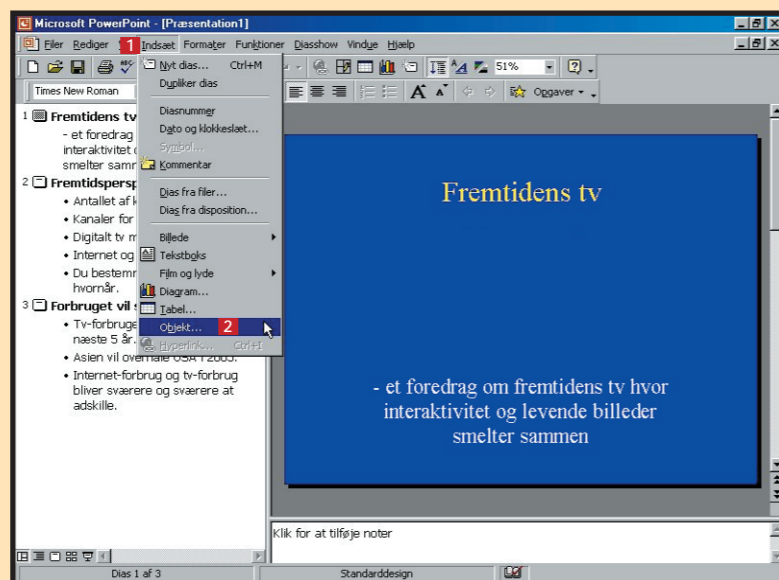 Microsoft PowerPoint - [Præsentation1]
Filer Rediger 1 Indsæt Formater Funktioner Diasshow Vindue Hjælp
51%
Times New Roman
A A Opgaver
Nyt dias... Ctrl+M
Dupliker dias
Diasnummer
Dato og klokkeslæt...
Symbol...
Kommentar
Dias fra filer...
Dias fra disposition...
Billede
Tekstboks
Film og lyde
Diagram...
Tabel...
Objekt... 2
Hyperlink... Ctrl+I
1 Fremtidens tv
- et foredrag
interaktivitet
smelter samm
2 Fremtidspersp
• Antallet af k
• Kanaler for
• Digitalt tv m
• Internet og
• Du bestemm
hvornår.
3 Forbruget vil s
• Tv-forbruge
næste 5 år.
• Asien vil overhale USA i 2005.
• Internet-forbrug og tv-forbrug
bliver sværere og sværere at
adskille.
Fremtidens tv
- et foredrag om fremtidens tv hvor
interaktivitet og levende billeder
smelter sammen
Klik for at tilføje noter
Dias 1 af 3 Standarddesign